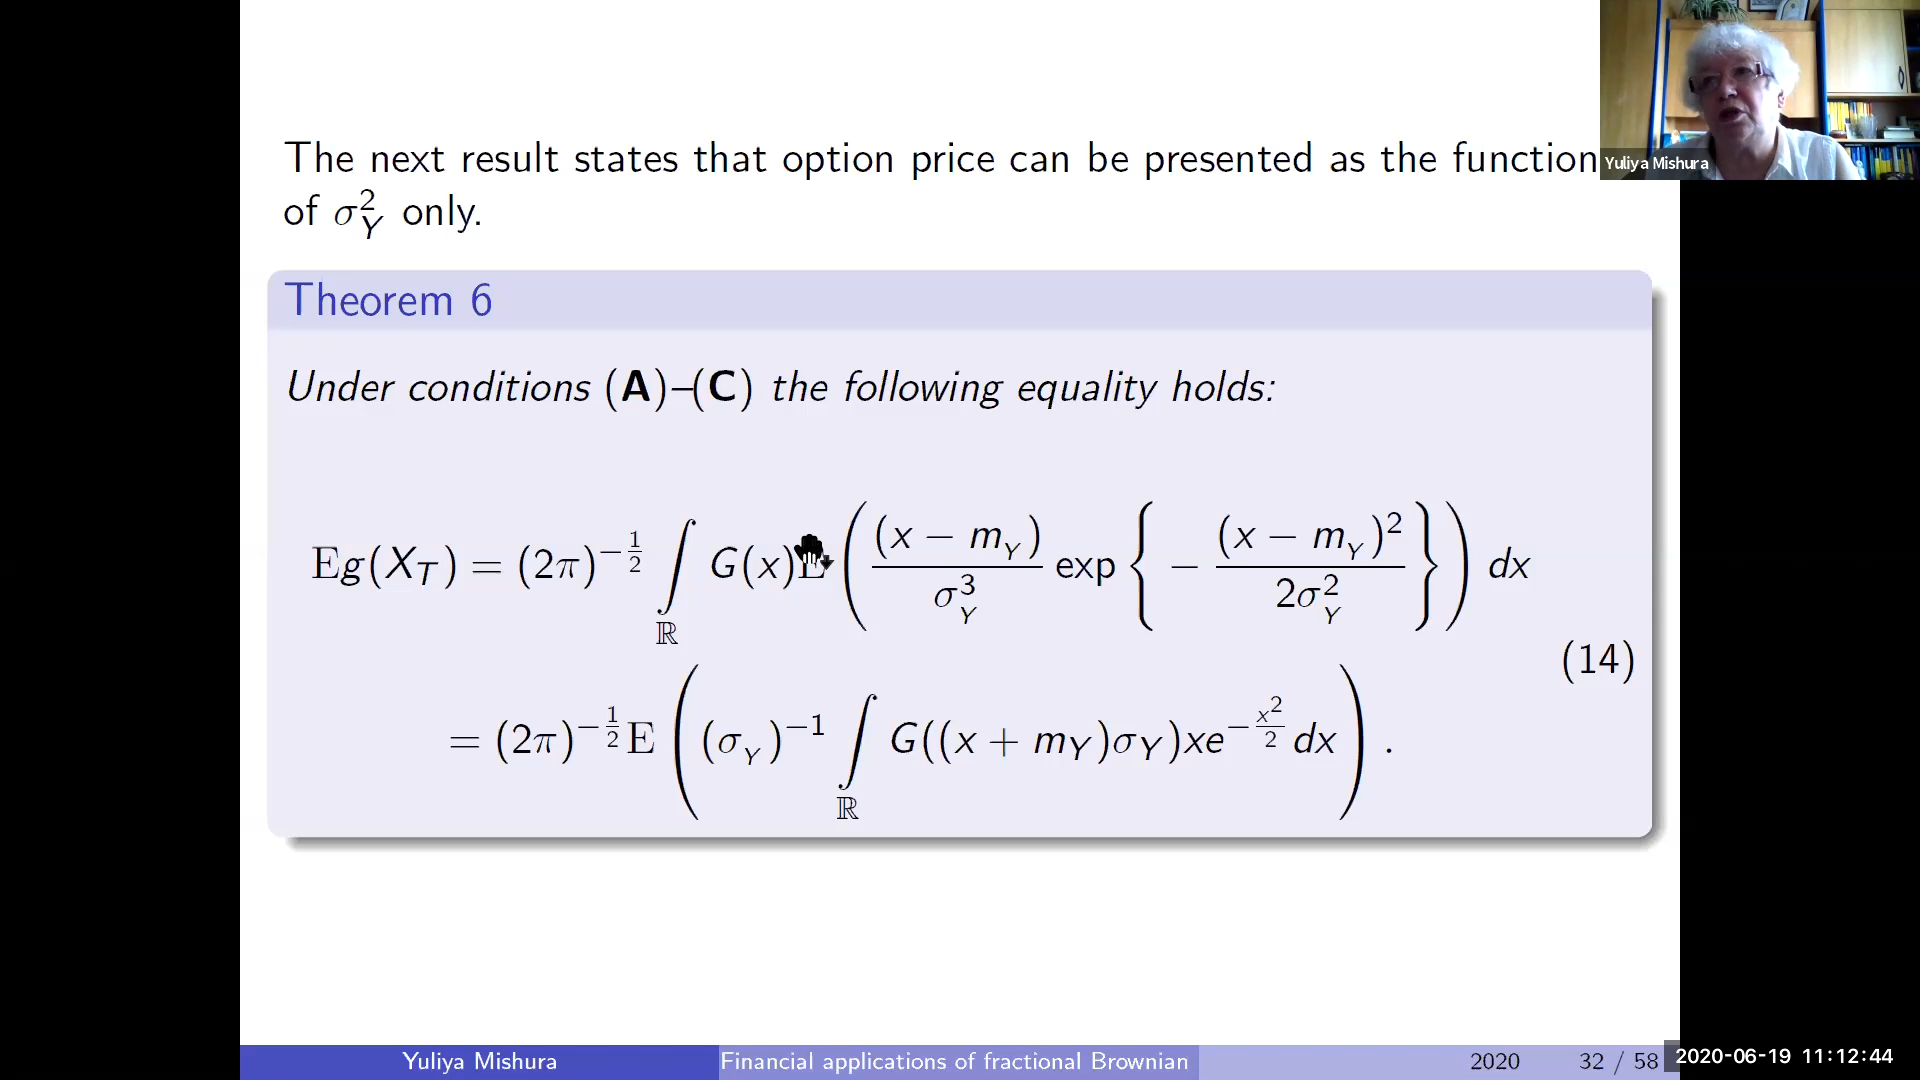 The next result states that option price can be presented as the function
of σ²_Y only.
Yuliya Mishura
Theorem 6
Under conditions (A)–(C) the following equality holds:
Eg(X_T) = (2π)^{−1/2} ∫_ℝ G(x)E ( (x − m_Y)/σ³_Y exp { − (x − m_Y)²/2σ²_Y } ) dx
(14)
= (2π)^{−1/2} E ( (σ_Y)^{−1} ∫_ℝ G((x + m_Y)σ_Y)xe^{−x²/2} dx ) .
Yuliya Mishura Financial applications of fractional Brownian 2020 32 / 58 2020-06-19 11:12:44